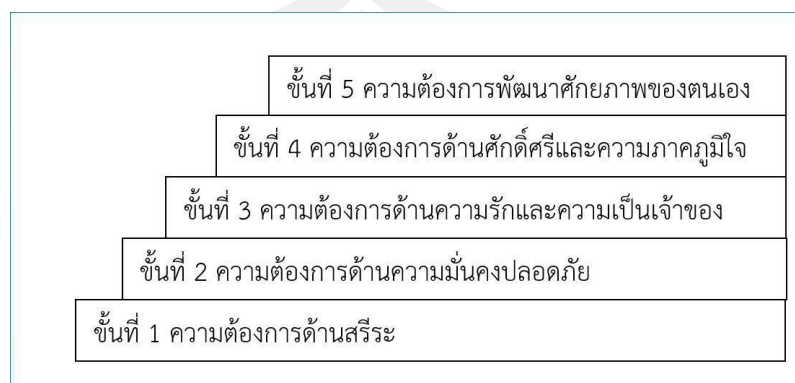 ขั้นที่ 5 ความต้องการพัฒนาศักยภาพของตนเอง
ขั้นที่ 4 ความต้องการด้านศักดิ์ศรีและความภาคภูมิใจ
ขั้นที่ 3 ความต้องการด้านความรักและความเป็นเจ้าของ
ขั้นที่ 2 ความต้องการด้านความมั่นคงปลอดภัย
ขั้นที่ 1 ความต้องการด้านสรีระ